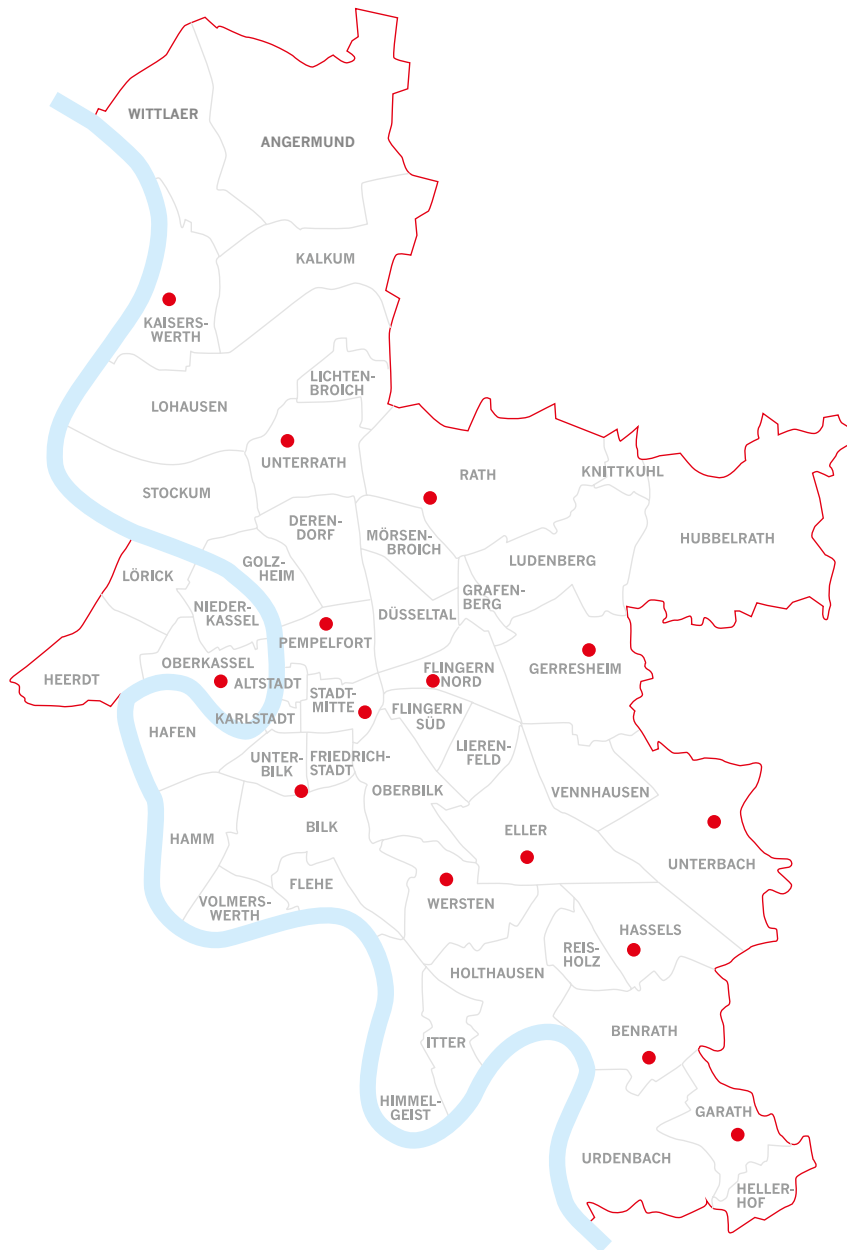 WITTLAER
ANGERMUND
KALKUM
KAISERS-
WERTH
LICHTEN-
BROICH
LOHAUSEN
UNTERRATH
RATH
KNITTKUHL
STOCKUM
DEREN-
DORF
MÖRSEN-
BROICH
HUBBELRATH
GOLZ-
HEIM
LUDENBERG
LÖRICK
GRAFEN-
BERG
NIEDER-
KASSEL
DÜSSELTAL
PEMPELFORT
OBERKASSEL
FLINGERN
NORD
GERRESHEIM
HEERDT
ALTSTADT
STADT-
MITTE
KARLSTADT
FLINGERN
SÜD
HAFEN
LIEREN-
FELD
UNTER-
BILK
FRIEDRICH-
STADT
OBERBILK
VENNHAUSEN
BILK
ELLER
HAMM
UNTERBACH
FLEHE
VOLMERS-
WERTH
WERSTEN
HASSELS
REIS-
HOLZ
HOLTHAUSEN
BENRATH
ITTER
HIMMEL-
GEIST
GARATH
URDENBACH
HELLER-
HOF